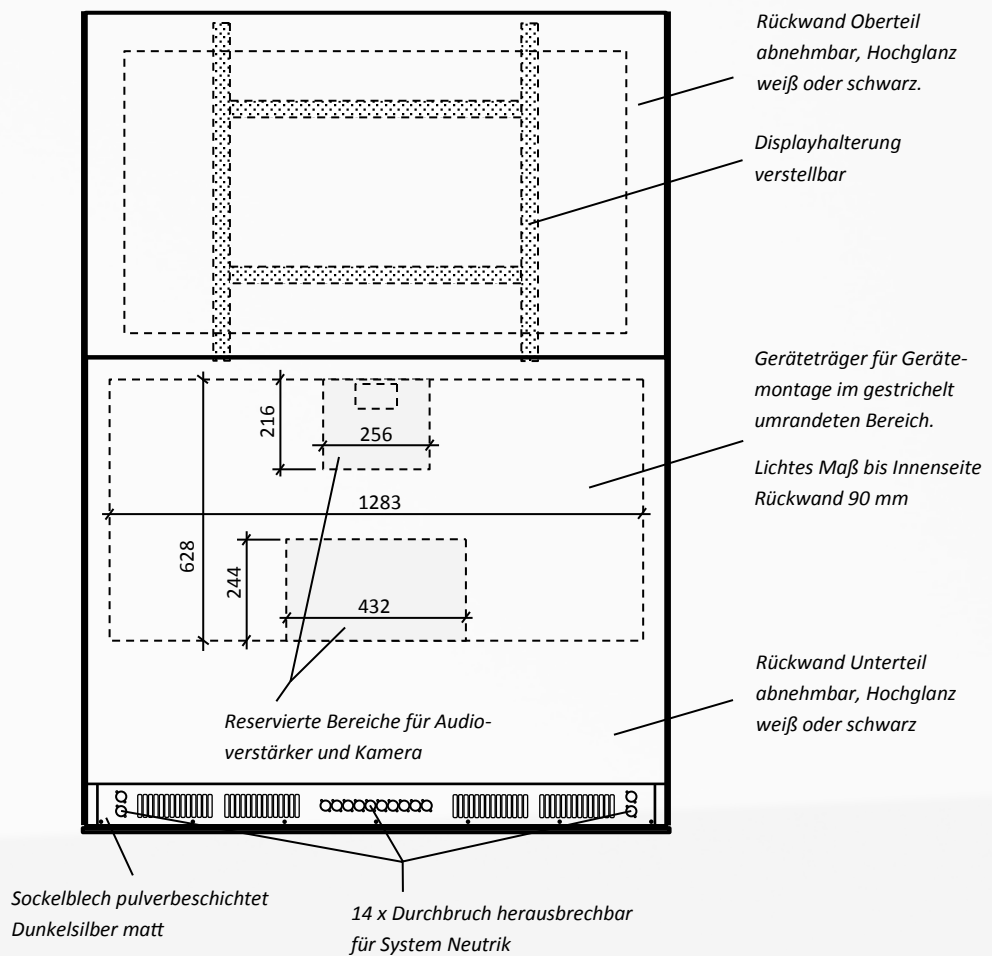 Rückwand Oberteil
abnehmbar, Hochglanz
weiß oder schwarz.
Displayhalterung
verstellbar
Geräteträger für Geräte-
montage im gestrichelt
umrandeten Bereich.
Lichtes Maß bis Innenseite
Rückwand 90 mm
216
256
1283
628
244
432
Rückwand Unterteil
abnehmbar, Hochglanz
weiß oder schwarz
Reservierte Bereiche für Audio-
verstärker und Kamera
Sockelblech pulverbeschichtet
Dunkelsilber matt
14 x Durchbruch herausbrechbar
für System Neutrik